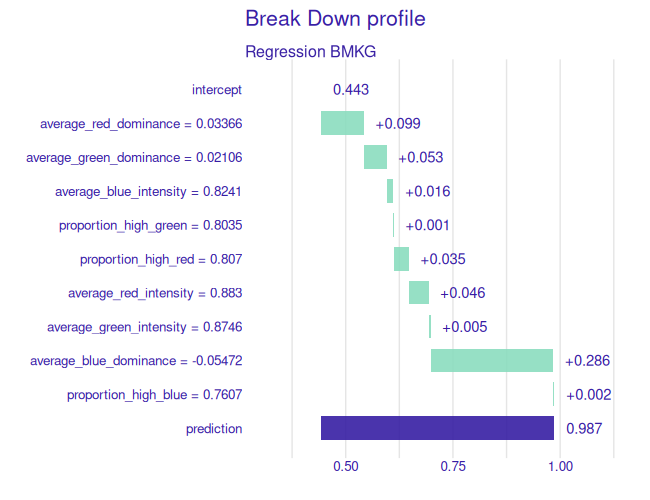 Break Down profile
Regression BMKG
intercept 0.443
average_red_dominance = 0.03366 +0.099
average_green_dominance = 0.02106 +0.053
average_blue_intensity = 0.8241 +0.016
proportion_high_green = 0.8035 +0.001
proportion_high_red = 0.807 +0.035
average_red_intensity = 0.883 +0.046
average_green_intensity = 0.8746 +0.005
average_blue_dominance = -0.05472 +0.286
proportion_high_blue = 0.7607 +0.002
prediction 0.987
0.50 0.75 1.00